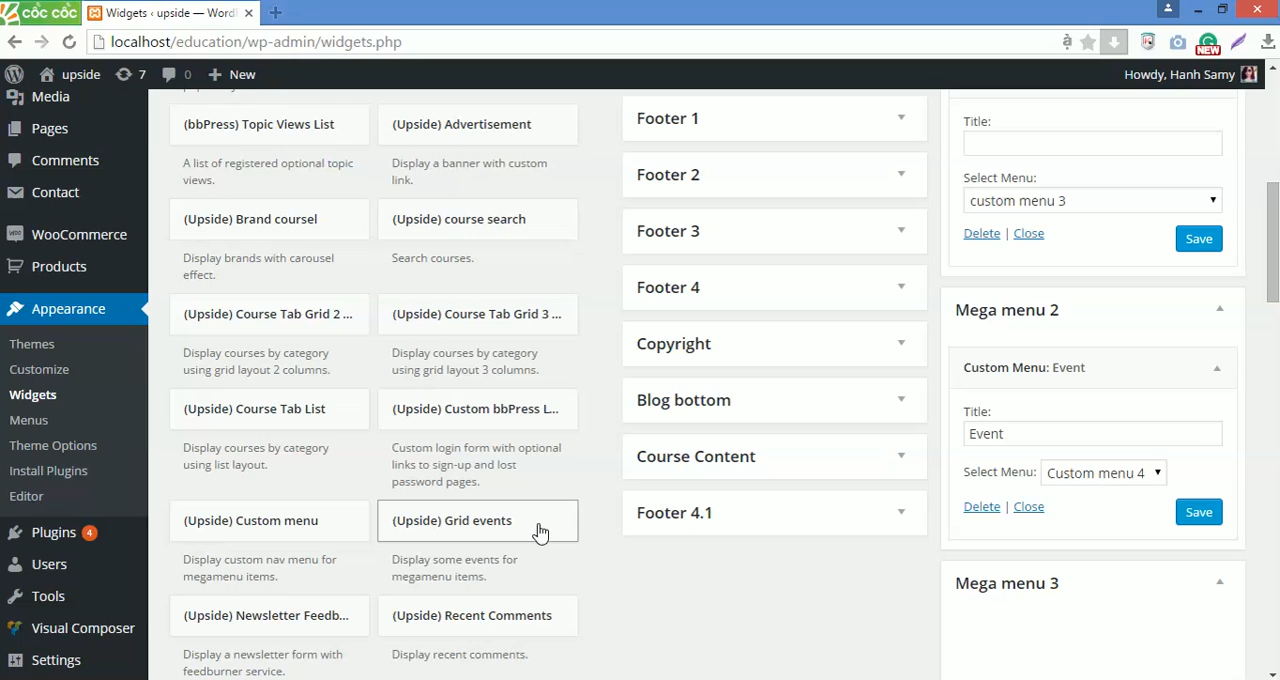 cốc cốc
Widgets ‹ upside — Word
localhost/education/wp-admin/widgets.php
NEW
upside
7
0
New
Howdy, Hanh Samy
Media
Pages
Comments
Contact
WooCommerce
Products
Appearance
Themes
Customize
Widgets
Menus
Theme Options
Install Plugins
Editor
Plugins 4
Users
Tools
Visual Composer
Settings
(bbPress) Topic Views List
A list of registered optional topic
views.
(Upside) Advertisement
Display a banner with custom
link.
(Upside) Brand coursel
Display brands with carousel
effect.
(Upside) course search
Search courses.
(Upside) Course Tab Grid 2 ...
Display courses by category
using grid layout 2 columns.
(Upside) Course Tab Grid 3 ...
Display courses by category
using grid layout 3 columns.
(Upside) Course Tab List
Display courses by category
using list layout.
(Upside) Custom bbPress L...
Custom login form with optional
links to sign-up and lost
password pages.
(Upside) Custom menu
Display custom nav menu for
megamenu items.
(Upside) Grid events
Display some events for
megamenu items.
(Upside) Newsletter Feedb...
Display a newsletter form with
feedburner service.
(Upside) Recent Comments
Display recent comments.
Footer 1
Footer 2
Footer 3
Footer 4
Copyright
Blog bottom
Course Content
Footer 4.1
Title:
Select Menu:
custom menu 3
Delete | Close
Save
Mega menu 2
Custom Menu: Event
Title:
Event
Select Menu: Custom menu 4
Delete | Close
Save
Mega menu 3